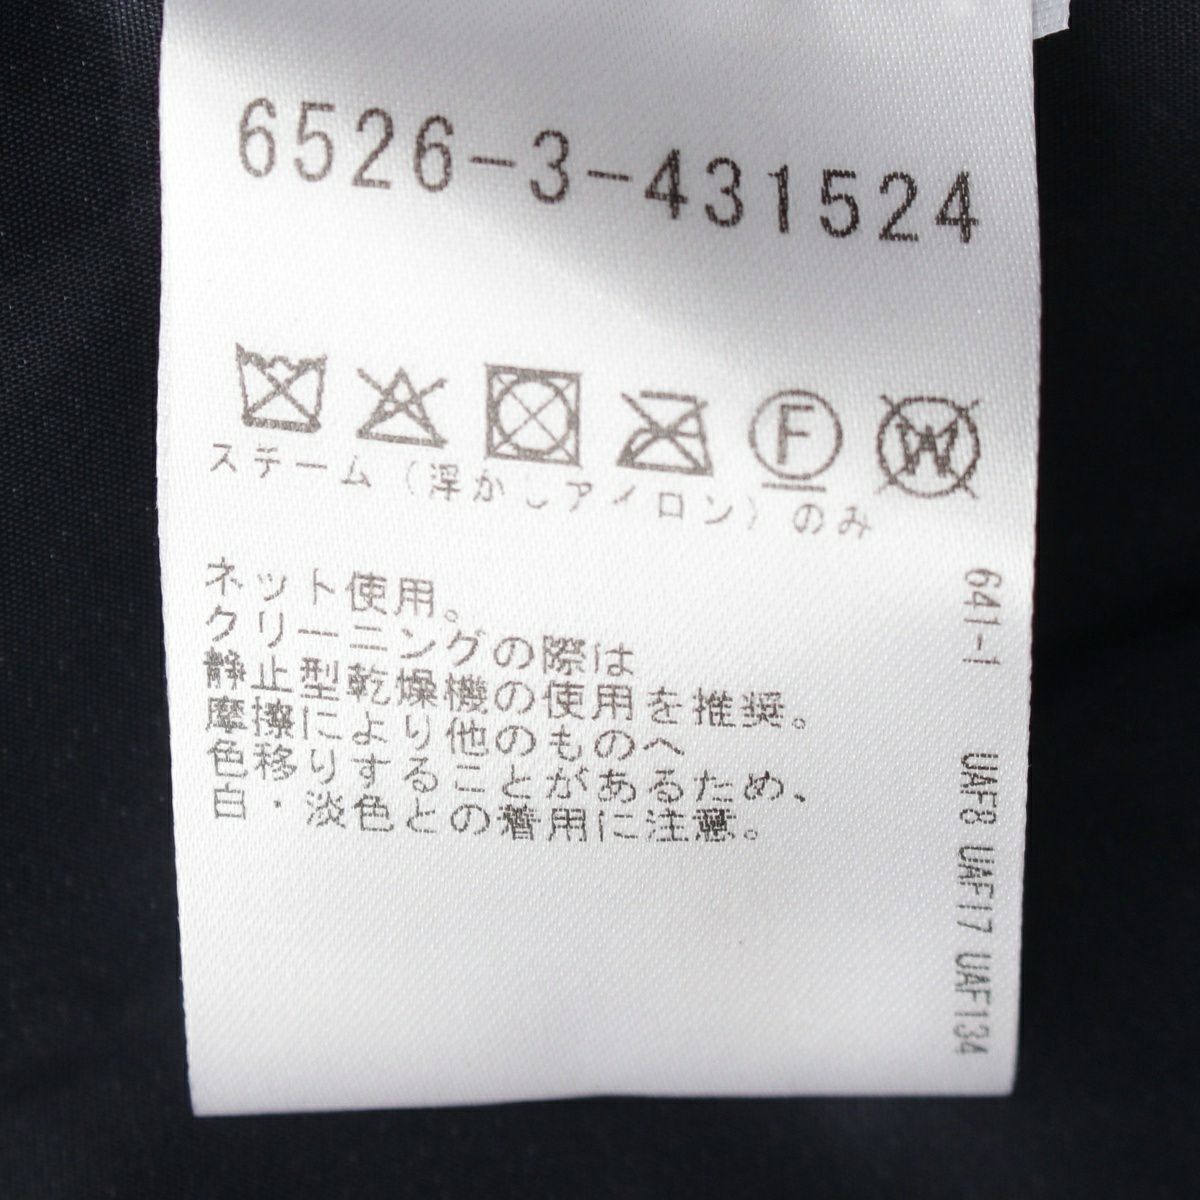 6526-3-431524
F W
ステーム(浮かしアイロン)のみ
ネット使用。
クリーニングの際は
静止型乾燥機の使用を推奨。
摩擦により他のものへ
色移りすることがあるため、
白・淡色との着用に注意。
641-1 UAF8 UAF17 UAF134